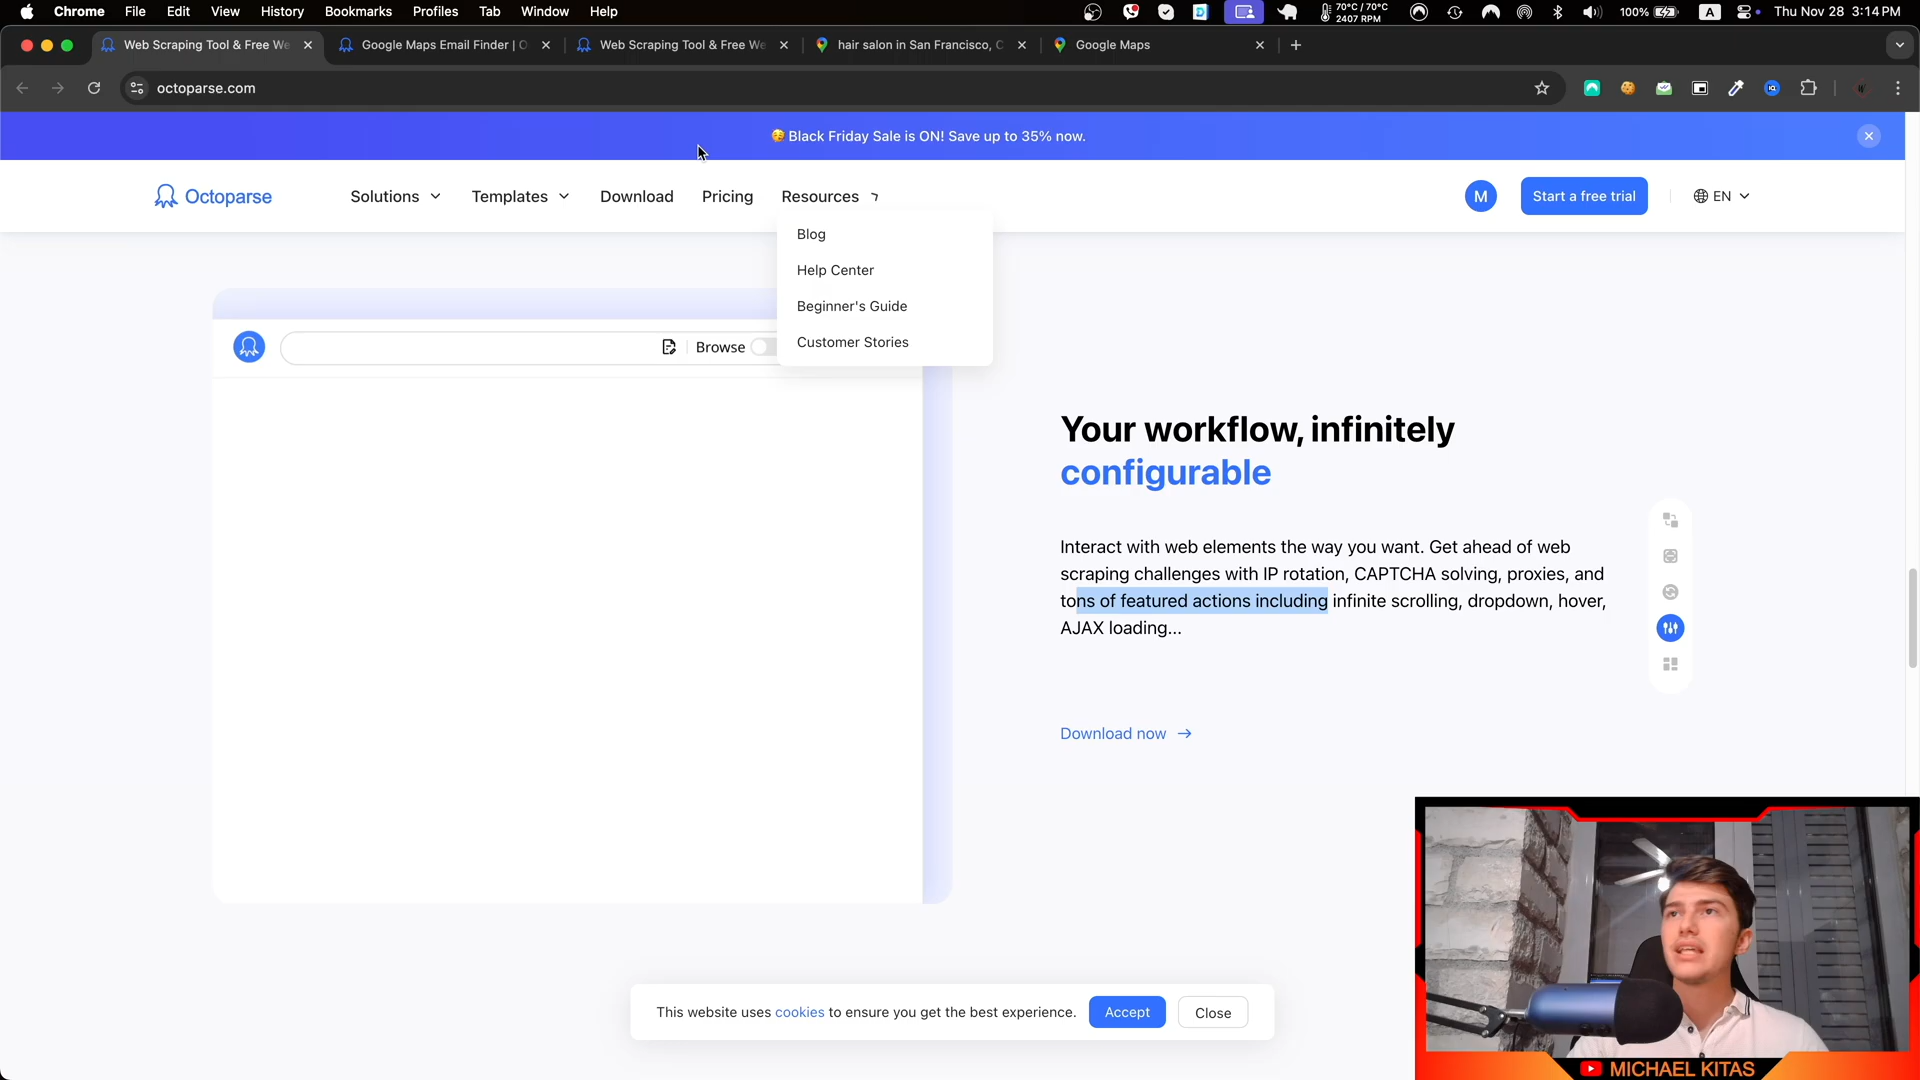 Chrome File Edit View History Bookmarks Profiles Tab Window Help
70°C / 70°C
2407 RPM
100%
A
Thu Nov 28 3:14 PM
Web Scraping Tool & Free We
Google Maps Email Finder | O
Web Scraping Tool & Free We
hair salon in San Francisco, C
Google Maps
octoparse.com
Black Friday Sale is ON! Save up to 35% now.
Octoparse
Solutions
Templates
Download
Pricing
Resources
M
Start a free trial
EN
Blog
Help Center
Beginner's Guide
Customer Stories
Browse
Your workflow, infinitely
configurable
Interact with web elements the way you want. Get ahead of web
scraping challenges with IP rotation, CAPTCHA solving, proxies, and
tons of featured actions including infinite scrolling, dropdown, hover,
AJAX loading...
Download now
This website uses cookies to ensure you get the best experience.
Accept
Close
MICHAEL KITAS